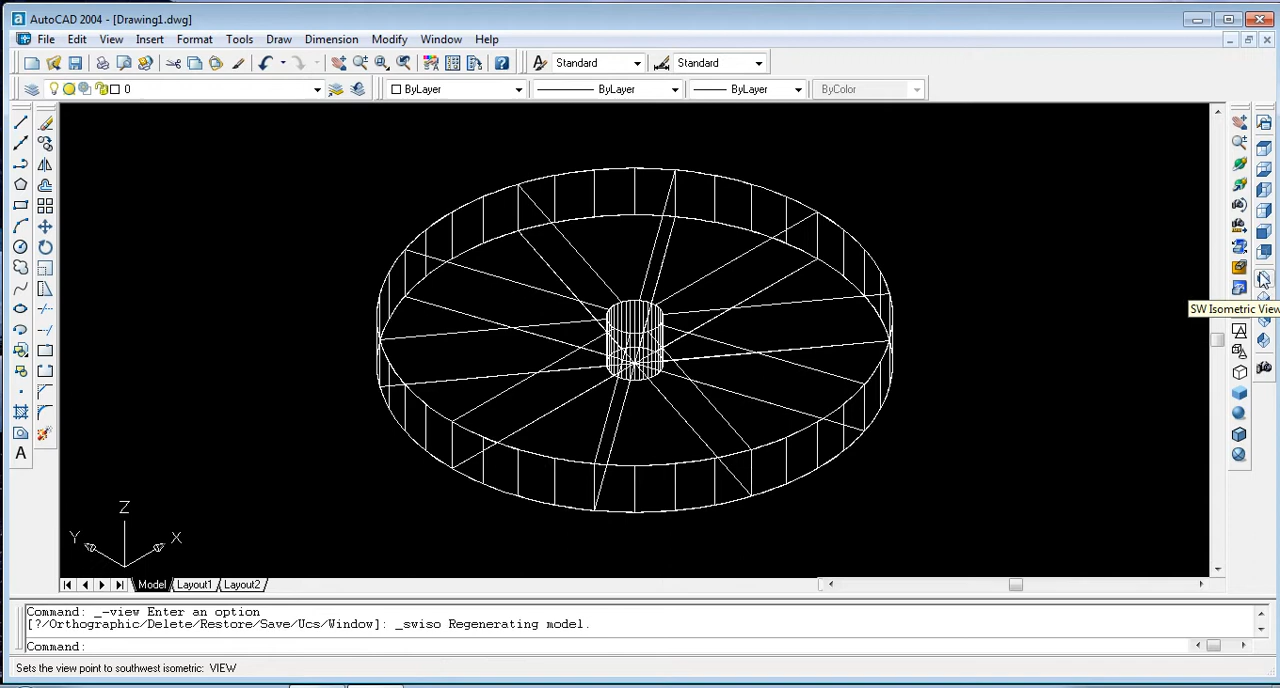 AutoCAD 2004 - [Drawing1.dwg]
File Edit View Insert Format Tools Draw Dimension Modify Window Help
Standard Standard
0 ByLayer ByLayer ByLayer ByColor
SW Isometric View
Z
Y X
Model Layout1 Layout2
Command: _-view Enter an option
[?/Orthographic/Delete/Restore/Save/Ucs/Window]: _swiso Regenerating model.
Command:
Sets the view point to southwest isometric: VIEW